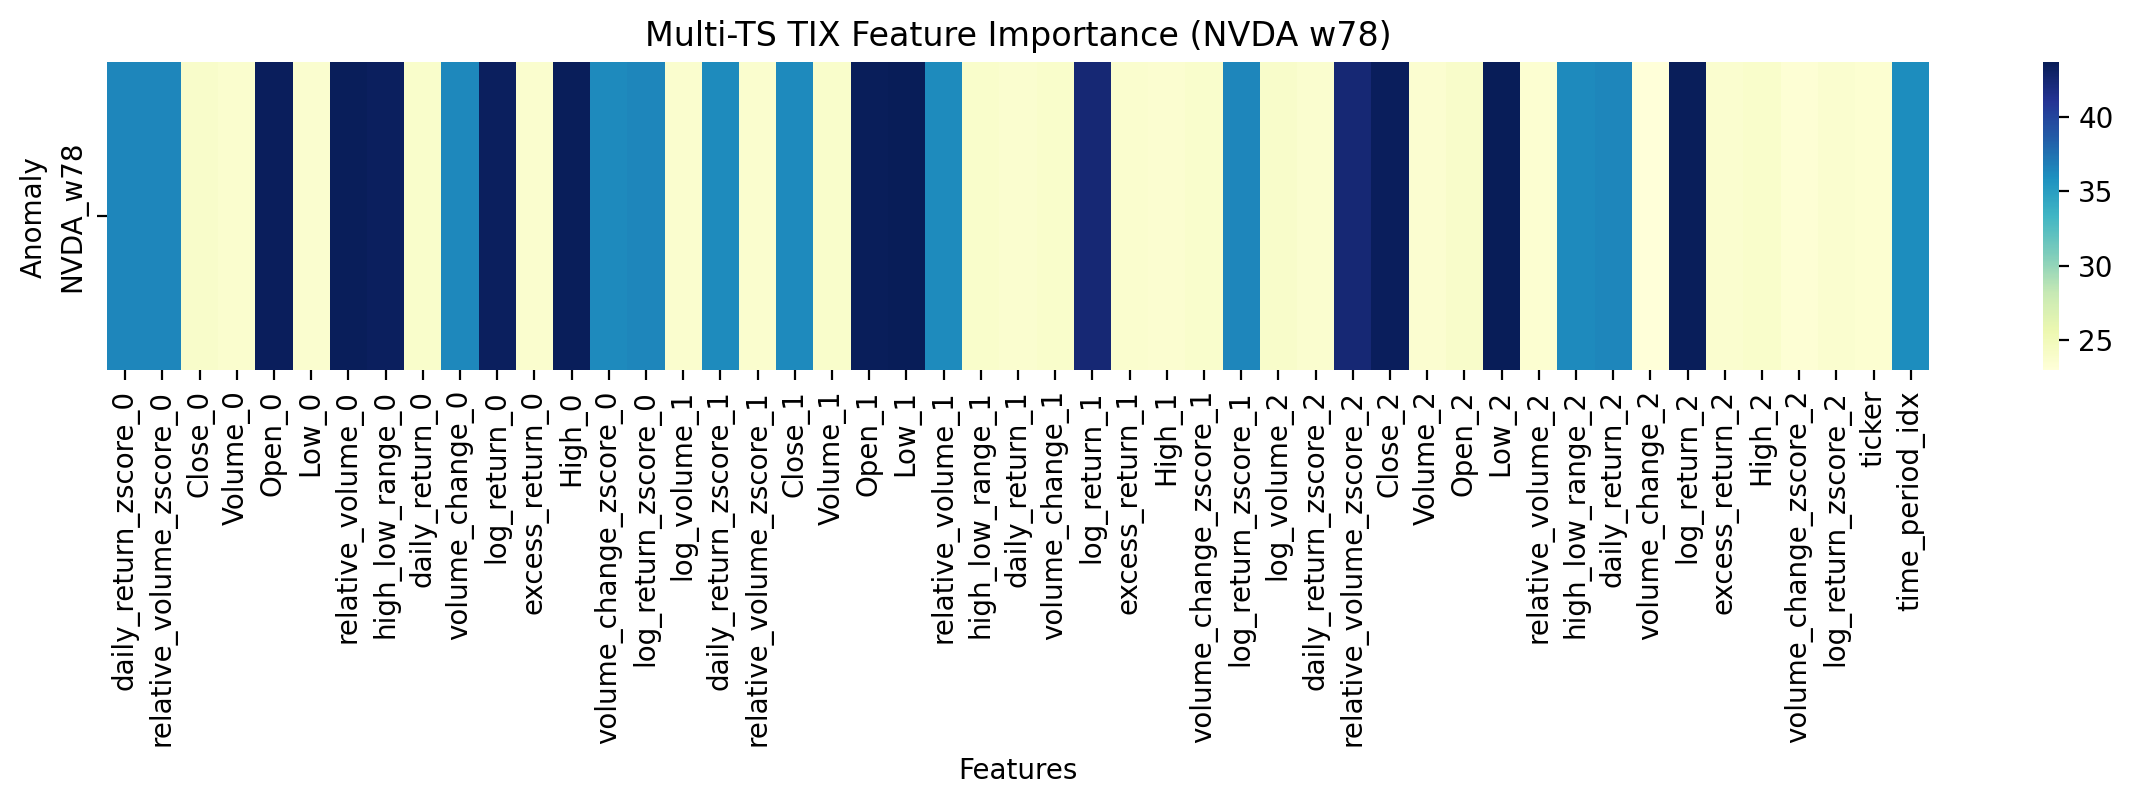 Multi-TS TIX Feature Importance (NVDA w78)
Anomaly
NVDA_w78
40
35
30
25
daily_return_zscore_0
relative_volume_zscore_0
Close_0
Volume_0
Open_0
Low_0
relative_volume_0
high_low_range_0
daily_return_0
volume_change_0
log_return_0
excess_return_0
High_0
volume_change_zscore_0
log_return_zscore_0
log_volume_1
daily_return_zscore_1
relative_volume_zscore_1
Close_1
Volume_1
Open_1
Low_1
relative_volume_1
high_low_range_1
daily_return_1
volume_change_1
log_return_1
excess_return_1
High_1
volume_change_zscore_1
log_return_zscore_1
log_volume_2
daily_return_zscore_2
relative_volume_zscore_2
Close_2
Volume_2
Open_2
Low_2
relative_volume_2
high_low_range_2
daily_return_2
volume_change_2
log_return_2
excess_return_2
High_2
volume_change_zscore_2
log_return_zscore_2
ticker
time_period_idx
Features